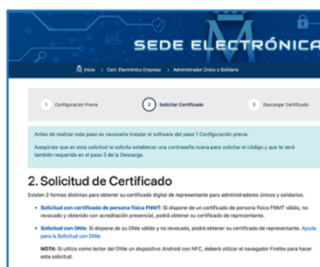 SEDE ELECTRÓNICA
Inicio > Cert. Electrónico Empresa > Administrador Único o Solidario
1 Configuración Previa 2 Solicitar Certificado 3 Descargar Certificado
Antes de realizar este paso es necesario instalar el software del paso 1 Configuración previa.
Asegúrate que en esta solicitud te solicita establecer una contraseña nueva para solicitar el código y que te será
también requerida en el paso 3 de la Descarga.
2. Solicitud de Certificado
Existen 2 formas distintas para obtener su certificado digital de representante para administradores únicos y solidarios.
• Solicitud con certificado de persona física FNMT: Si dispone de un certificado de persona física FNMT válido, no
revocado y obtenido con acreditación presencial, podrá obtener su certificado de representante.
• Solicitud con DNIe: Si dispone de su DNIe válido y no revocado, podrá obtener su certificado de representante. Ayuda
para la Solicitud con DNIe
NOTA: Si utiliza como lector del DNIe un dispositivo Android con NFC, deberá utilizar el navegador Firefox para hacer
esta solicitud.